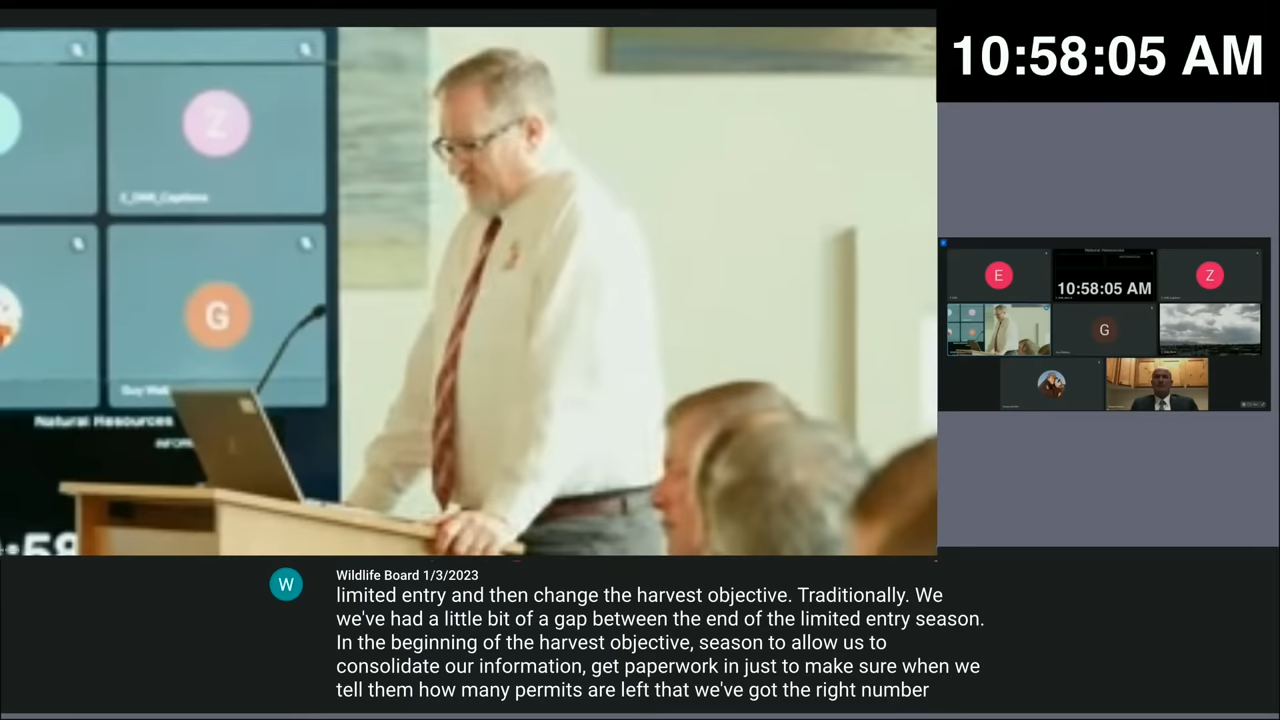 10:58:05 AM
Z
Z_DNR_Captions
G
Guy Wall
Natural Resources
:58
E
10:58:05 AM
Z
G
W
Wildlife Board 1/3/2023
limited entry and then change the harvest objective. Traditionally. We
we've had a little bit of a gap between the end of the limited entry season.
In the beginning of the harvest objective, season to allow us to
consolidate our information, get paperwork in just to make sure when we
tell them how many permits are left that we've got the right number